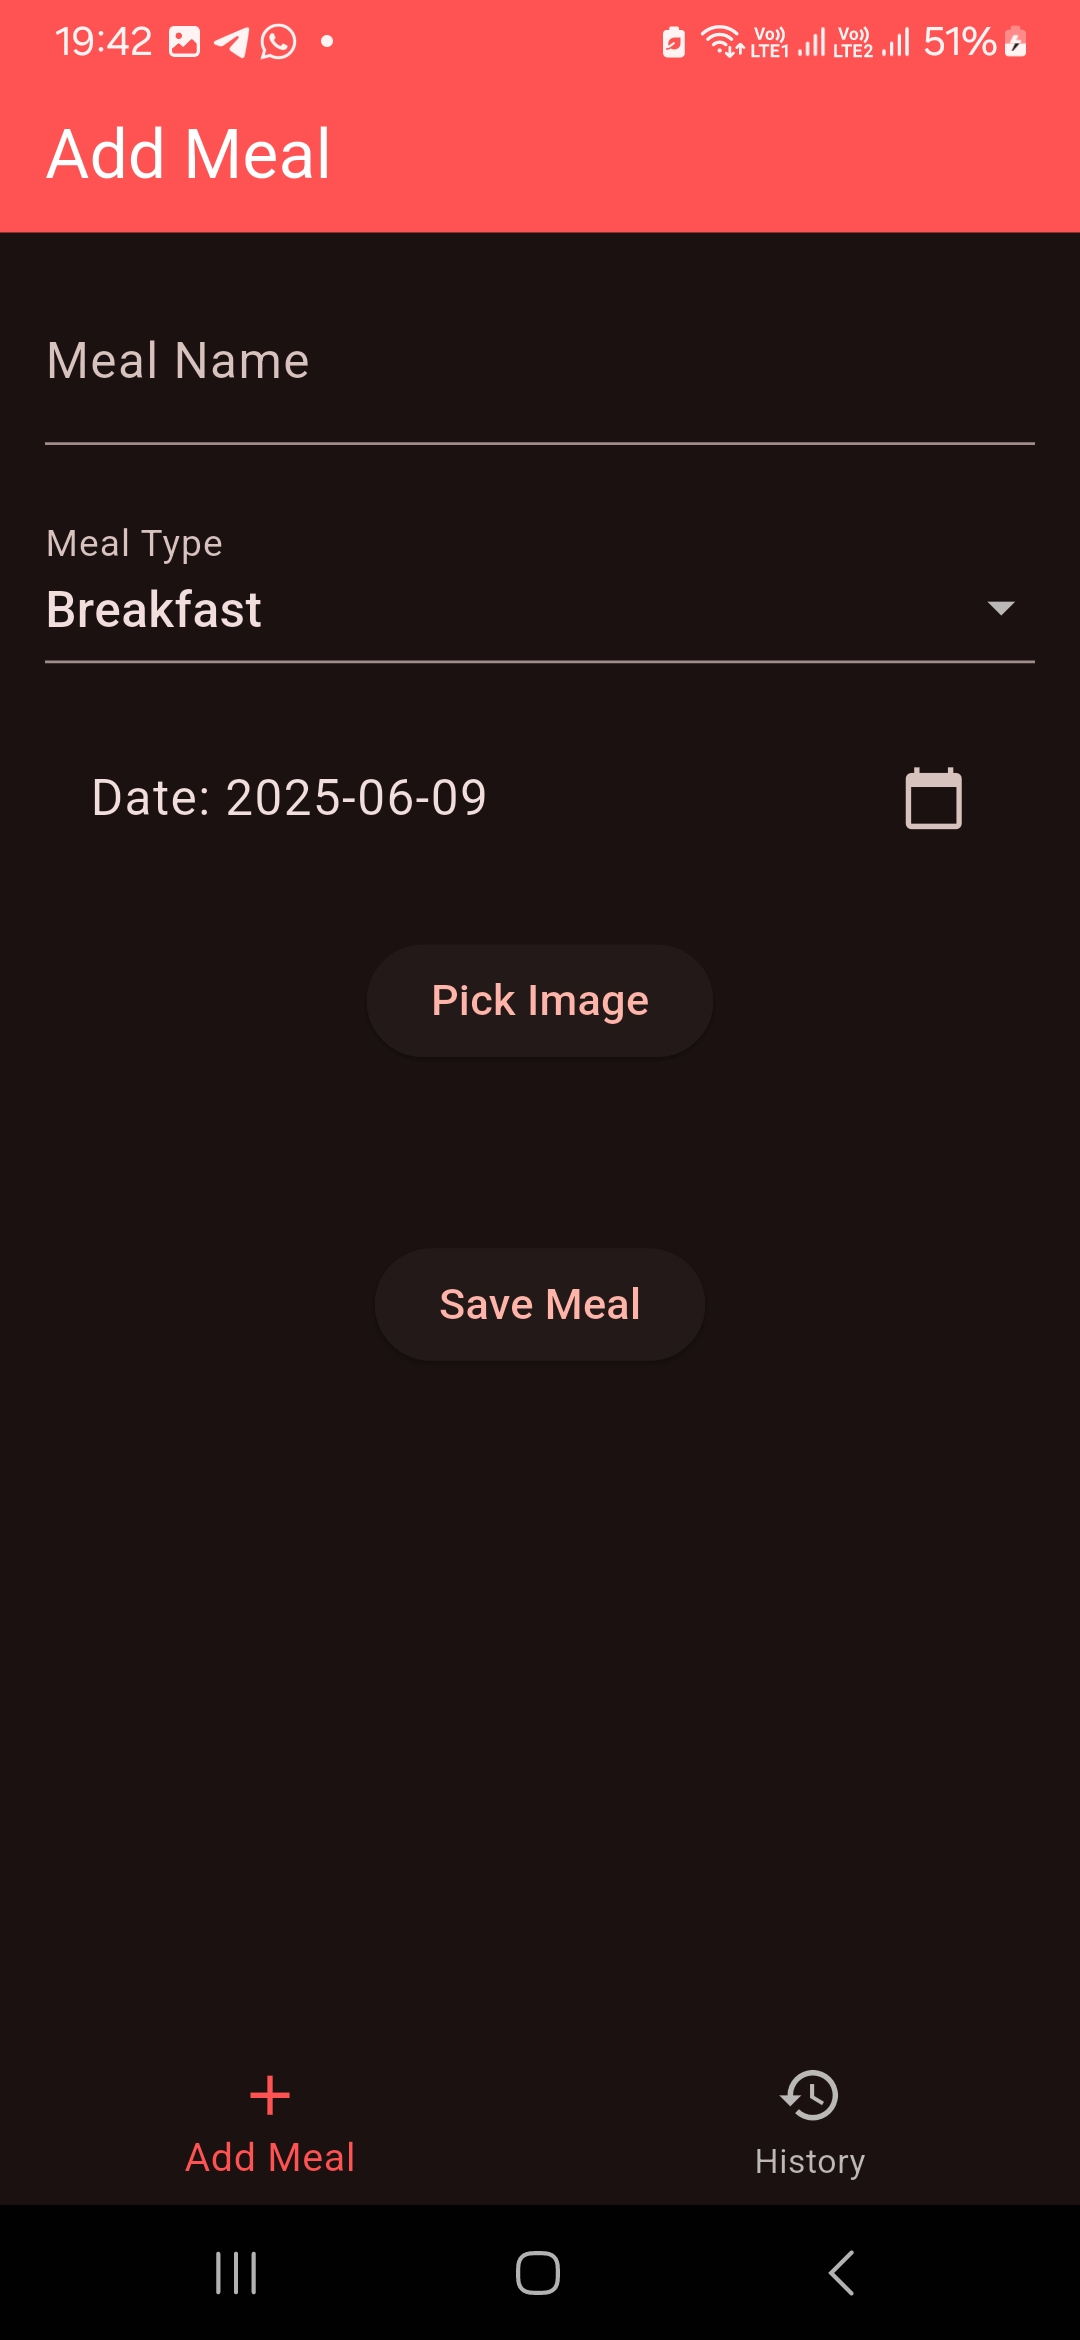 19:42 Vo)) LTE1 Vo)) LTE2 51%
Add Meal
Meal Name
Meal Type
Breakfast
Date: 2025-06-09
Pick Image
Save Meal
Add Meal
History